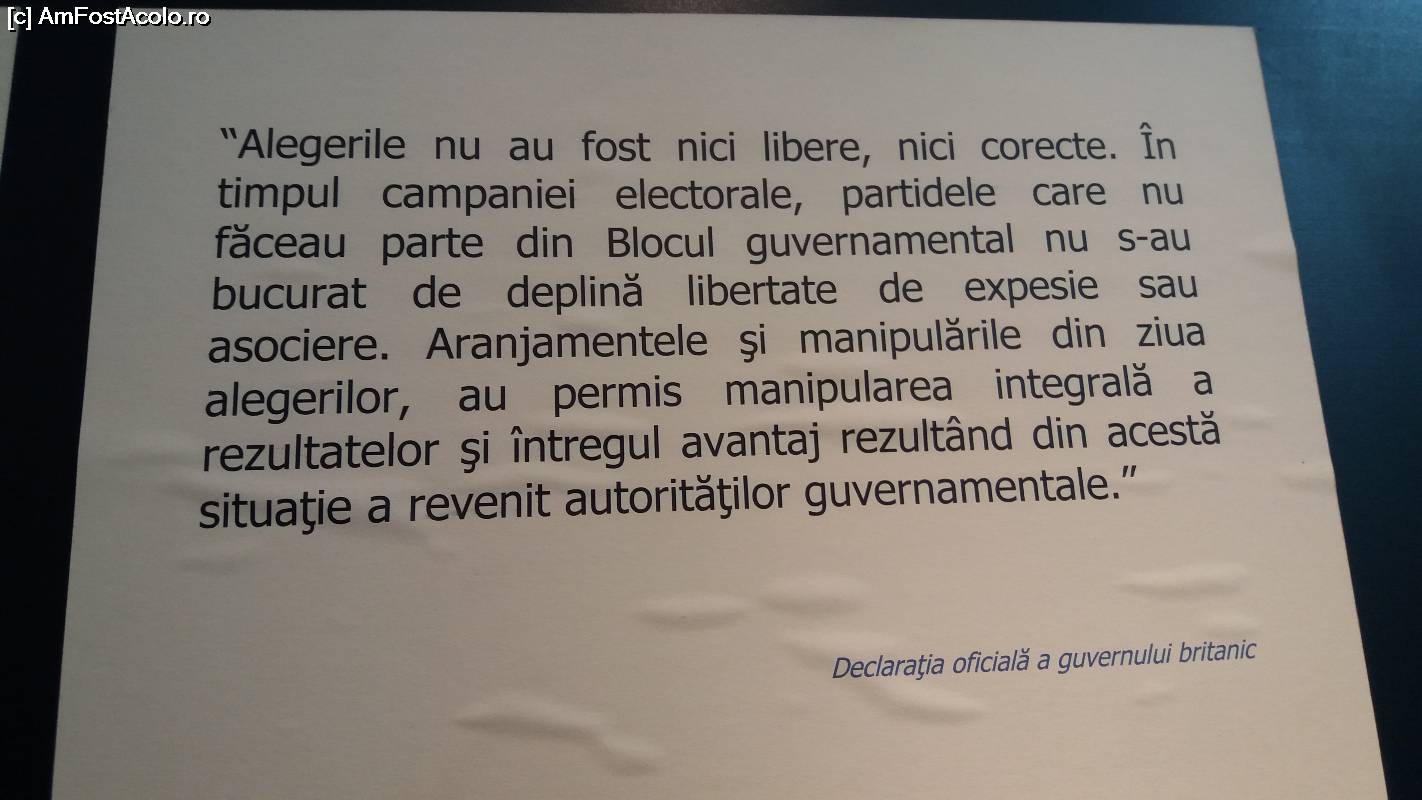 [c] AmFostAcolo.ro
“Alegerile nu au fost nici libere, nici corecte. În
timpul campaniei electorale, partidele care nu
făceau parte din Blocul guvernamental nu s-au
bucurat de deplină libertate de expesie sau
asociere. Aranjamentele şi manipulările din ziua
alegerilor, au permis manipularea integrală a
rezultatelor şi întregul avantaj rezultând din acestă
situaţie a revenit autorităţilor guvernamentale.”
Declaraţia oficială a guvernului britanic